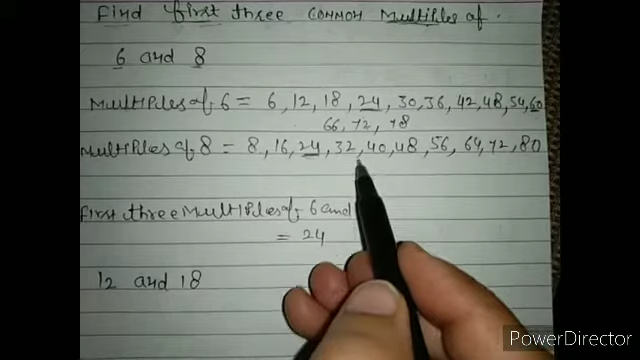 Find first three common Multiples of.
6 and 8
Multiples of 6 = 6, 12, 18, 24, 30, 36, 42, 48, 54, 60
66, 72, 78
Multiples of 8 = 8, 16, 24, 32, 40, 48, 56, 64, 72, 80
First three Multiples of 6 and
= 24
12 and 18
PowerDirector